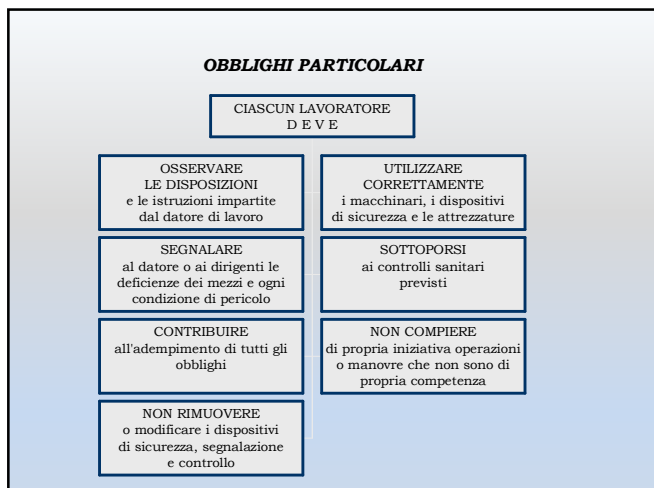 OBBLIGHI PARTICOLARI
CIASCUN LAVORATORE
D E V E
OSSERVARE
LE DISPOSIZIONI
e le istruzioni impartite
dal datore di lavoro
UTILIZZARE
CORRETTAMENTE
i macchinari, i dispositivi
di sicurezza e le attrezzature
SEGNALARE
al datore o ai dirigenti le
deficienze dei mezzi e ogni
condizione di pericolo
SOTTOPORSI
ai controlli sanitari
previsti
CONTRIBUIRE
all'adempimento di tutti gli
obblighi
NON COMPIERE
di propria iniziativa operazioni
o manovre che non sono di
propria competenza
NON RIMUOVERE
o modificare i dispositivi
di sicurezza, segnalazione
e controllo